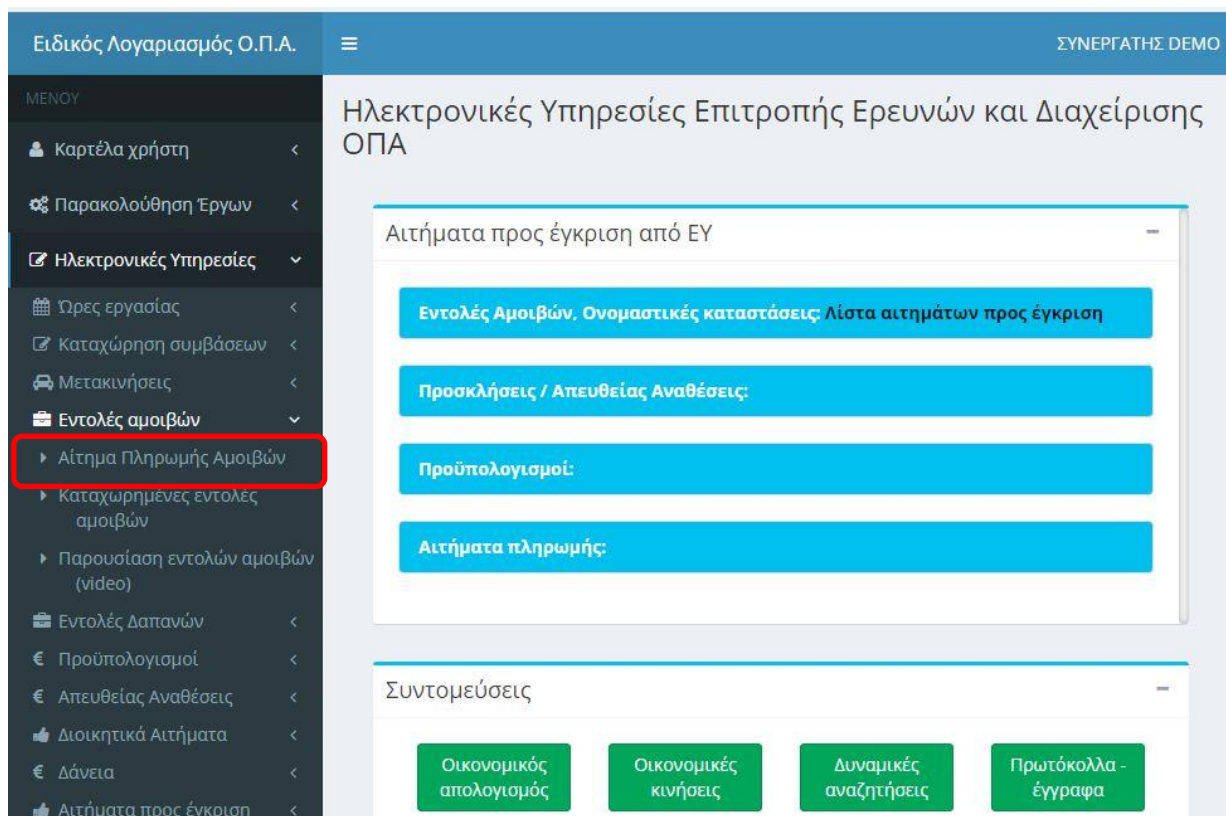 Ειδικός Λογαριασμός Ο.Π.Α.
ΣΥΝΕΡΓΑΤΗΣ DEMO
ΜΕΝΟΥ
Καρτέλα χρήστη
Παρακολούθηση Έργων
Ηλεκτρονικές Υπηρεσίες
Ώρες εργασίας
Καταχώρηση συμβάσεων
Μετακινήσεις
Εντολές αμοιβών
Αίτημα Πληρωμής Αμοιβών
Καταχωρημένες εντολές
αμοιβών
Παρουσίαση εντολών αμοιβών
(video)
Εντολές Δαπανών
Προϋπολογισμοί
Απευθείας Αναθέσεις
Διοικητικά Αιτήματα
Δάνεια
Αιτήματα προς έγκριση
Ηλεκτρονικές Υπηρεσίες Επιτροπής Ερευνών και Διαχείρισης
ΟΠΑ
Αιτήματα προς έγκριση από ΕΥ
Εντολές Αμοιβών, Ονομαστικές καταστάσεις: Λίστα αιτημάτων προς έγκριση
Προσκλήσεις / Απευθείας Αναθέσεις:
Προϋπολογισμοί:
Αιτήματα πληρωμής:
Συντομεύσεις
Οικονομικός
απολογισμός
Οικονομικές
κινήσεις
Δυναμικές
αναζητήσεις
Πρωτόκολλα -
έγγραφα